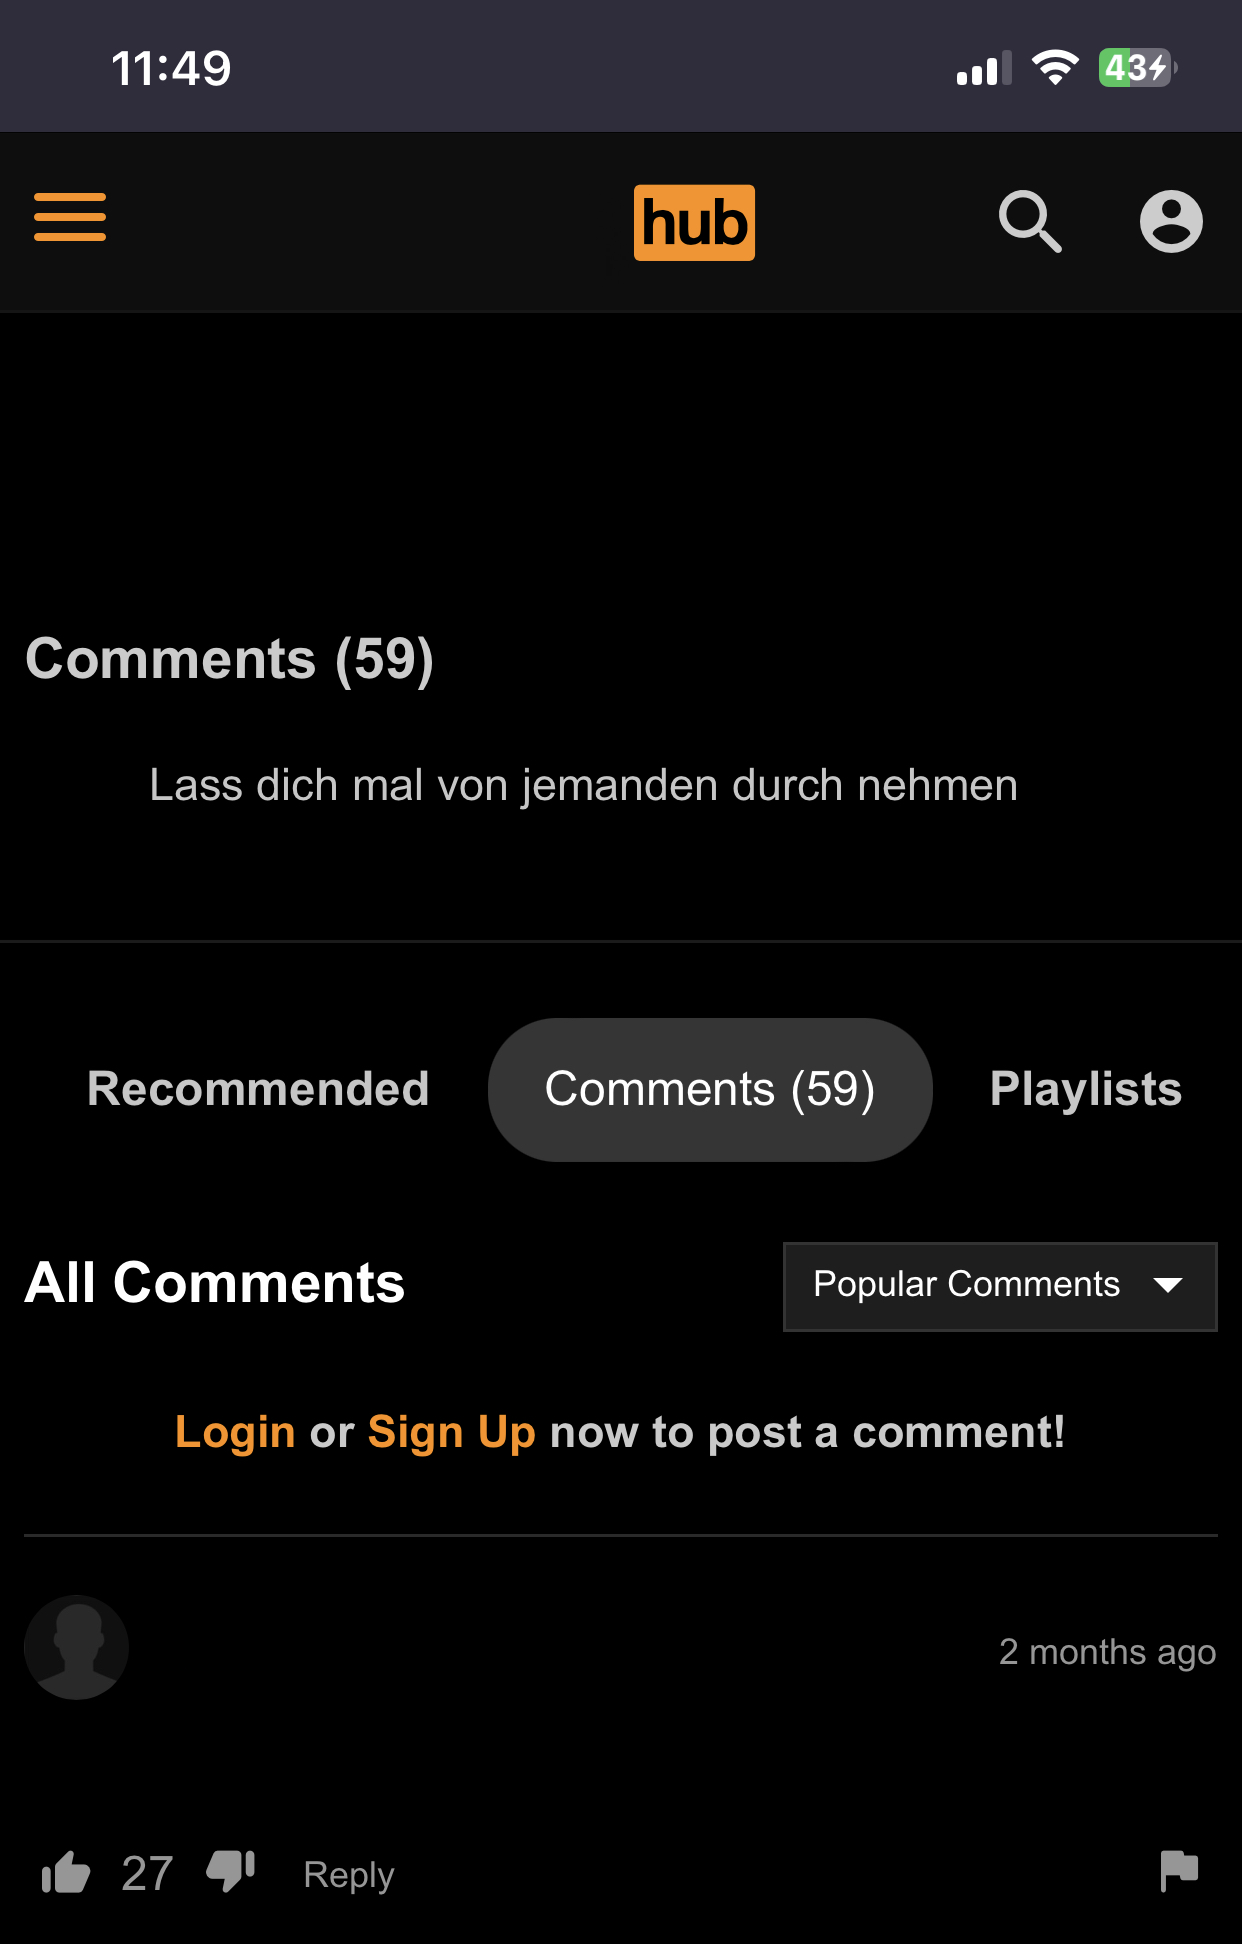 11:49
43
hub
Comments (59)
Lass dich mal von jemanden durch nehmen
Recommended
Comments (59)
Playlists
All Comments
Popular Comments
Login or Sign Up now to post a comment!
2 months ago
27
Reply